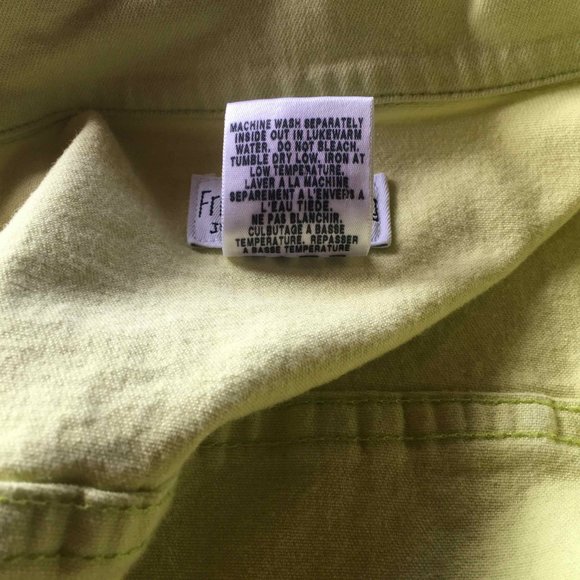 MACHINE WASH SEPARATELY
INSIDE OUT IN LUKEWARM
WATER. DO NOT BLEACH.
TUMBLE DRY LOW. IRON AT
LOW TEMPERATURE.
LAVER A LA MACHINE
SEPAREMENT A L'ENVEPS A
L'EAU TIEDE.
NE PAS BLANCHIR.
CULBUTAGE A BASSE
TEMPERATURE. REPASSER
A BASSE TEMPERATURE